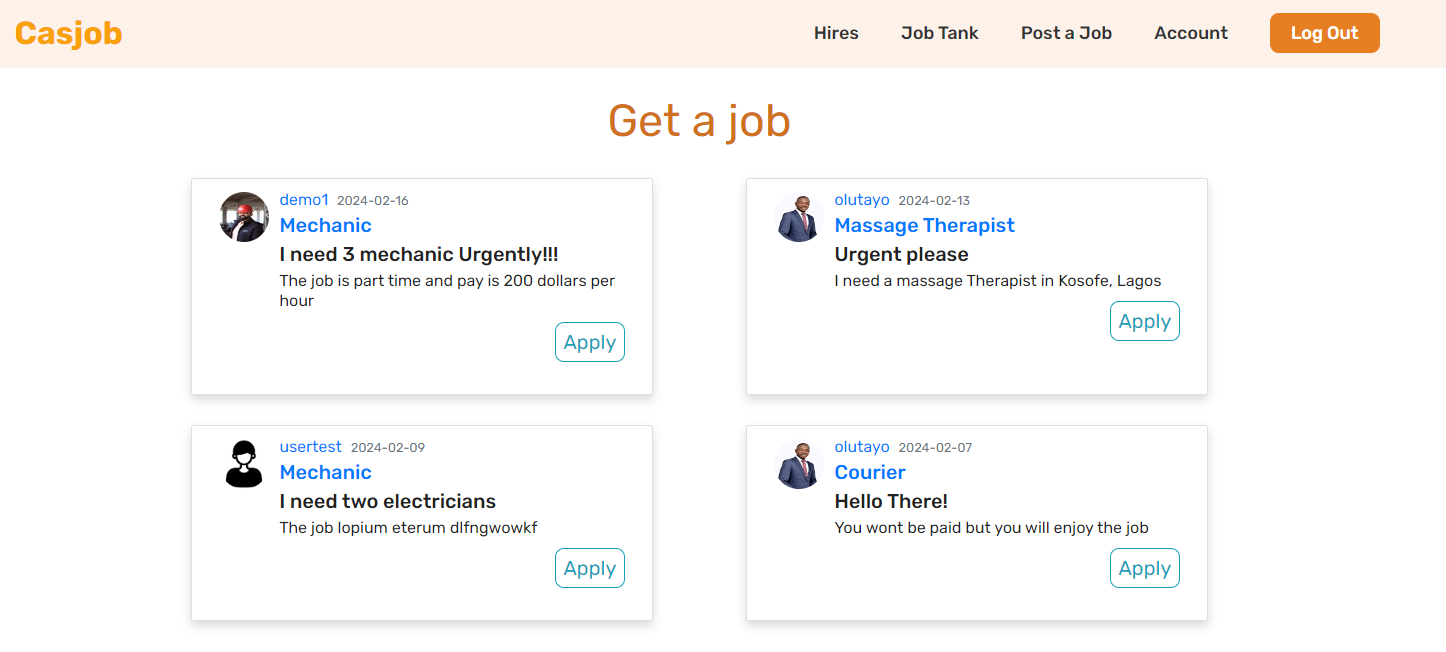 Casjob
Hires
Job Tank
Post a Job
Account
Log Out
Get a job
demo1 2024-02-16
Mechanic
I need 3 mechanic Urgently!!!
The job is part time and pay is 200 dollars per
hour
Apply
olutayo 2024-02-13
Massage Therapist
Urgent please
I need a massage Therapist in Kosofe, Lagos
Apply
usertest 2024-02-09
Mechanic
I need two electricians
The job lopium eterum dlfngwowkf
Apply
olutayo 2024-02-07
Courier
Hello There!
You wont be paid but you will enjoy the job
Apply